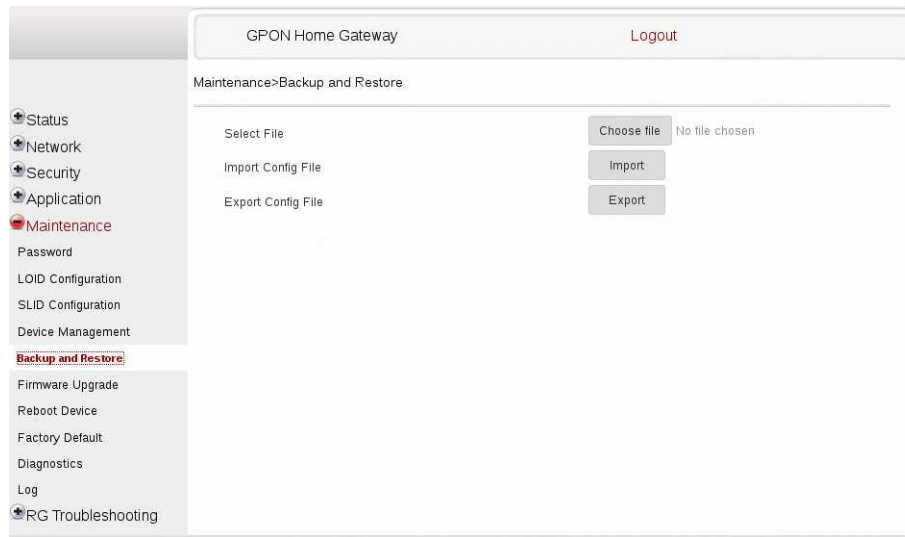 GPON Home Gateway
Logout
Maintenance>Backup and Restore
Status
Network
Security
Application
Maintenance
Password
LOID Configuration
SLID Configuration
Device Management
Backup and Restore
Firmware Upgrade
Reboot Device
Factory Default
Diagnostics
Log
RG Troubleshooting
Select File
Choose file No file chosen
Import Config File
Import
Export Config File
Export